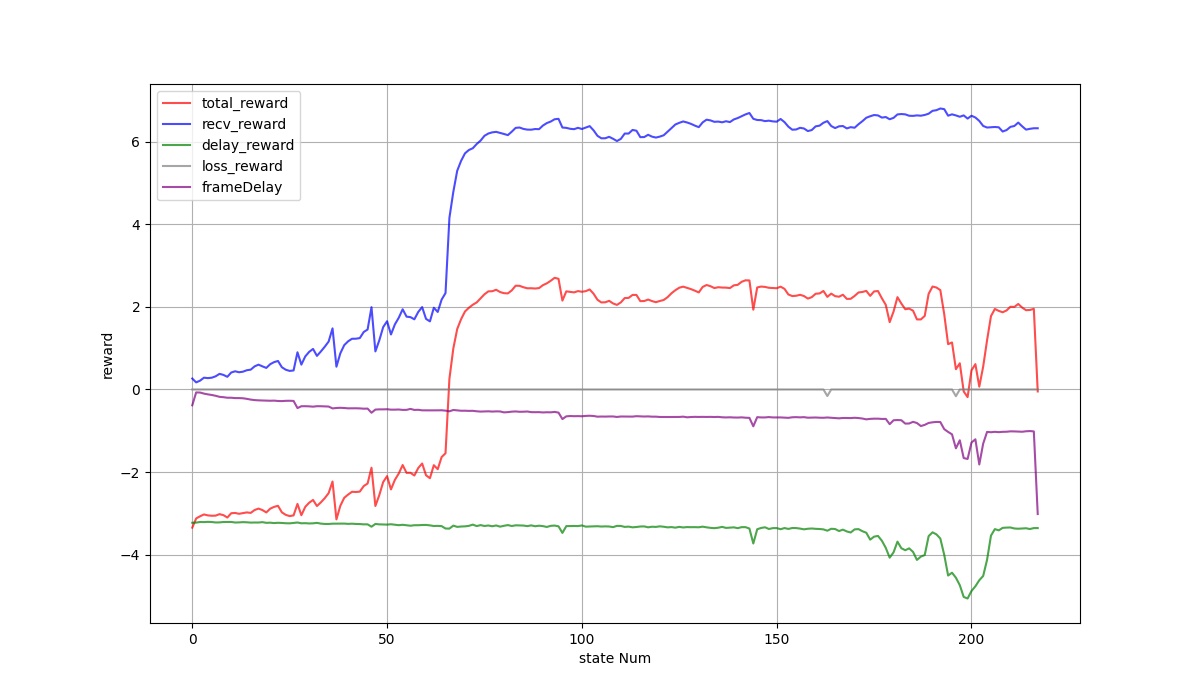 total_reward
recv_reward
delay_reward
loss_reward
frameDelay
6
4
2
0
−2
−4
reward
0 50 100 150 200
state Num